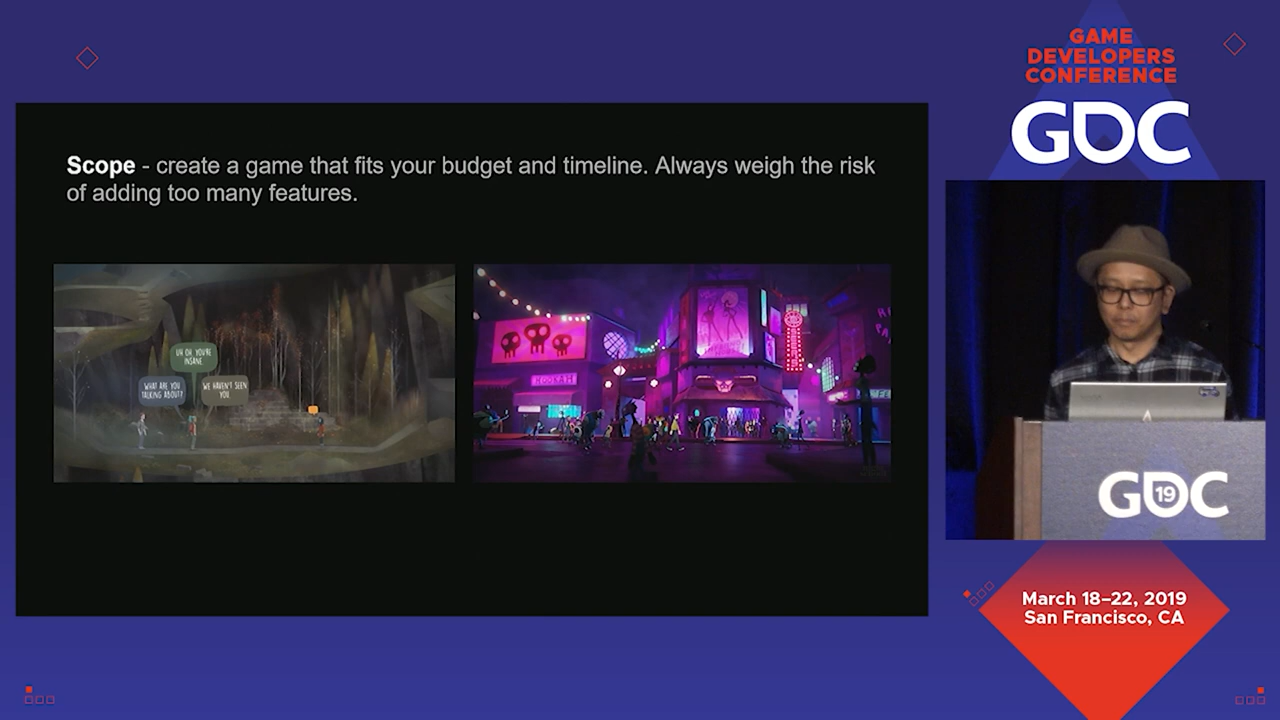 GAME
DEVELOPERS
CONFERENCE
GDC
Scope - create a game that fits your budget and timeline. Always weigh the risk
of adding too many features.
UH OH, YOU'RE
INSANE.
WHAT ARE YOU
TALKING ABOUT?
WE HAVEN'T SEEN
YOU.
HOOKAH
GDC
19
March 18–22, 2019
San Francisco, CA